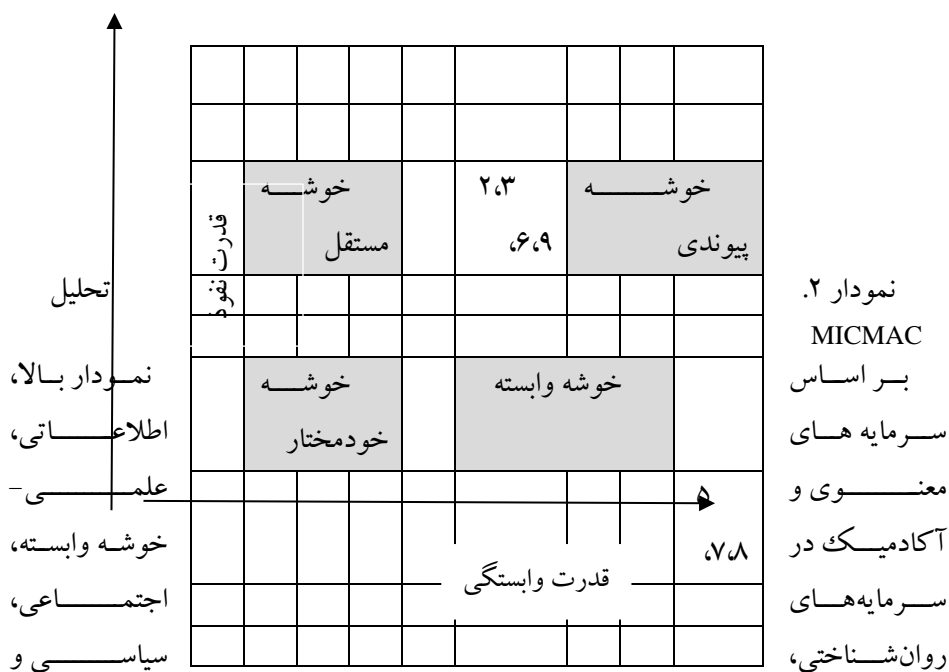 خوشه ۲،۳ خوشه
پیوندی ۶،۹، مستقل
قدرت نفوذ
نمودار ۲. تحلیل
MICMAC
بر اساس خوشه وابسته خوشه نمودار بالا،
سرمایه های خودمختار اطلاعاتی،
معنوی و ۵ علمی–
آکادمیک در ۷،۸، خوشه وابسته،
قدرت وابستگی
سرمایه‌های اجتماعی،
روان‌شناختی، سیاسی و